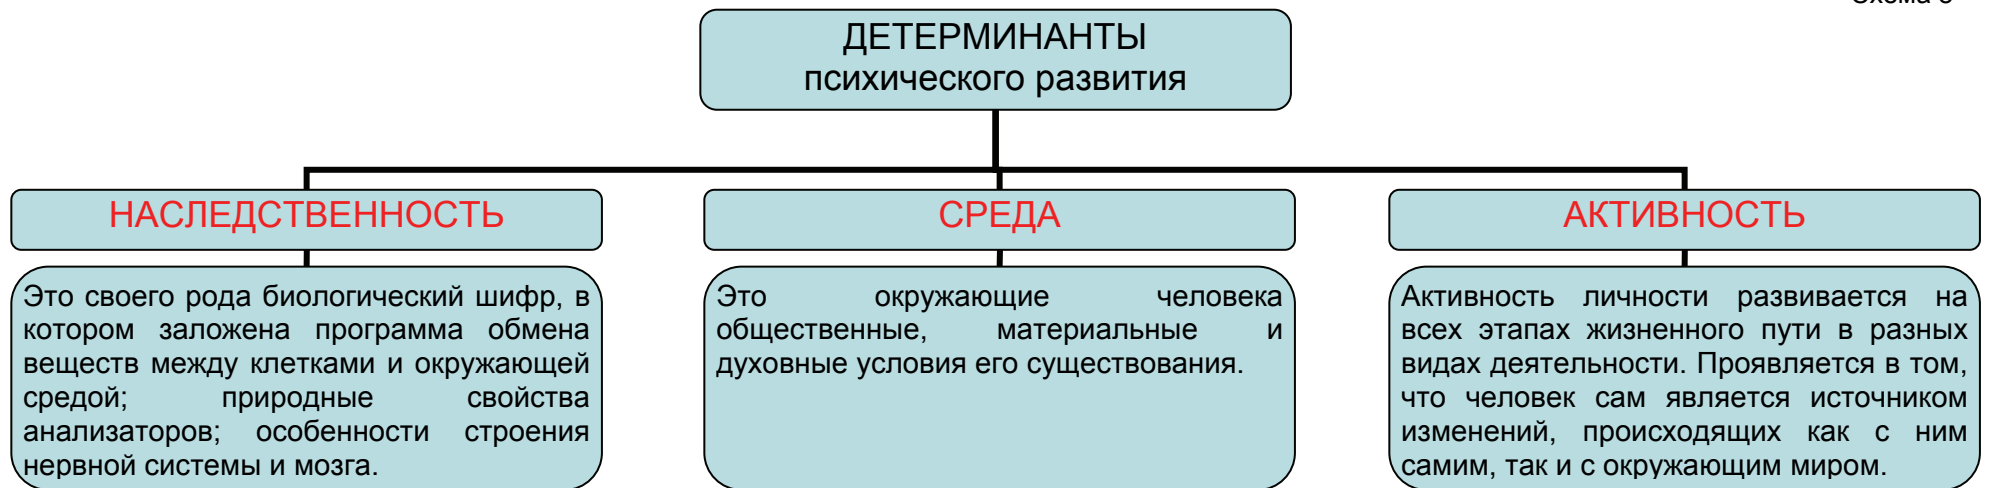 ДЕТЕРМИНАНТЫ
психического развития
НАСЛЕДСТВЕННОСТЬ
Это своего рода биологический шифр, в
котором заложена программа обмена
веществ между клетками и окружающей
средой; природные свойства
анализаторов; особенности строения
нервной системы и мозга.
СРЕДА
Это окружающие человека
общественные, материальные и
духовные условия его существования.
АКТИВНОСТЬ
Активность личности развивается на
всех этапах жизненного пути в разных
видах деятельности. Проявляется в том,
что человек сам является источником
изменений, происходящих как с ним
самим, так и с окружающим миром.